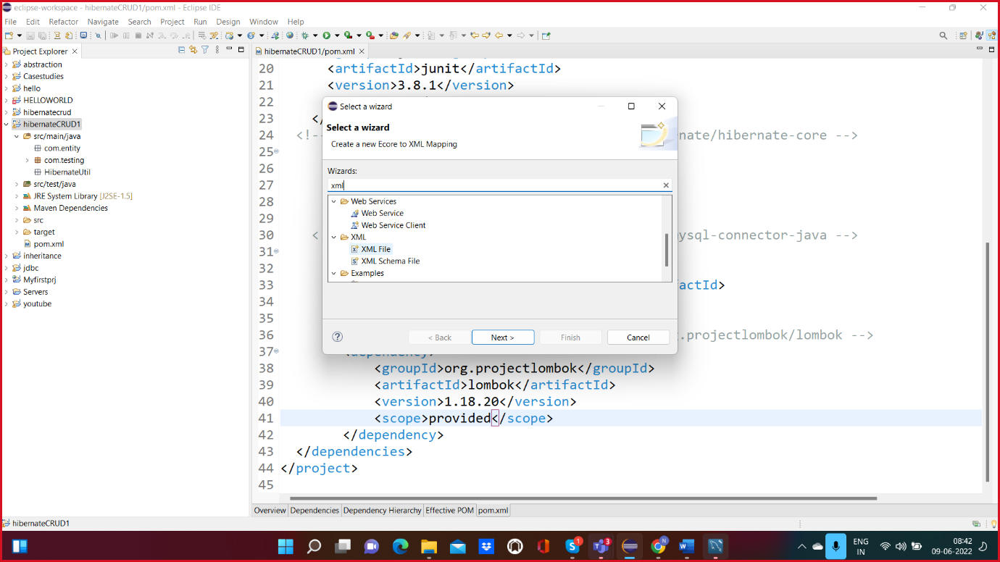 eclipse-workspace - hibernateCRUD1/pom.xml - Eclipse IDE
File Edit Refactor Navigate Search Project Run Design Window Help
Project Explorer
abstraction
Casestudies
hello
HELLOWORLD
hibernatecrud
hibernateCRUD1
src/main/java
com.entity
com.testing
HibernateUtil
src/test/java
JRE System Library [J2SE-1.5]
Maven Dependencies
src
target
pom.xml
inheritance
jdbc
Myfirstprj
Servers
youtube
hibernateCRUD1/pom.xml
20 <artifactId>junit</artifactId>
21 <version>3.8.1</version>
22
23 </
24 <!-- nate/hibernate-core -->
25
26
27
28
29
30 < ysql-connector-java -->
31
32
33 actId>
34
35
36 .projectlombok/lombok -->
37 <dependency>
38 <groupId>org.projectlombok</groupId>
39 <artifactId>lombok</artifactId>
40 <version>1.18.20</version>
41 <scope>provided</scope>
42 </dependency>
43 </dependencies>
44 </project>
45
Select a wizard
Select a wizard
Create a new Ecore to XML Mapping
Wizards:
xml
Web Services
Web Service
Web Service Client
XML
XML File
XML Schema File
Examples
< Back Next > Finish Cancel
Overview Dependencies Dependency Hierarchy Effective POM pom.xml
hibernateCRUD1
1 3 N
ENG
IN
08:42
09-06-2022